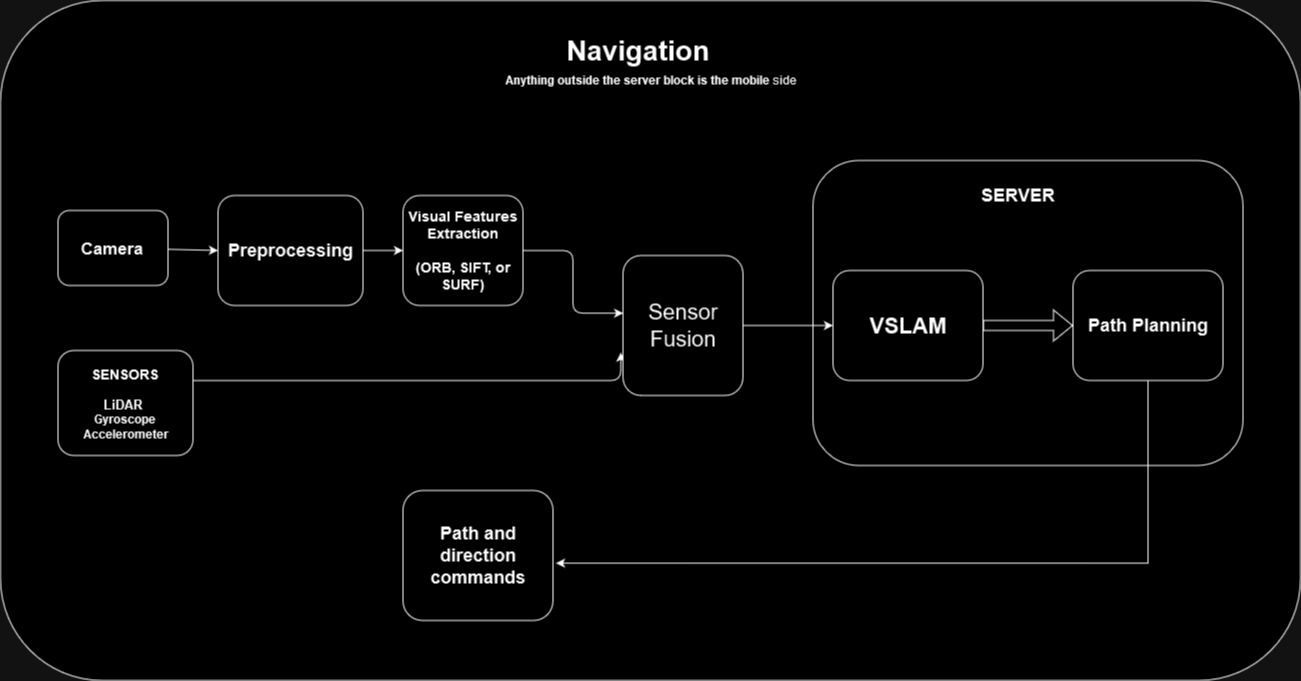 Navigation
Anything outside the server block is the mobile side
SERVER
Camera
Preprocessing
Visual Features
Extraction
(ORB, SIFT, or
SURF)
Sensor
Fusion
VSLAM
Path Planning
SENSORS
LiDAR
Gyroscope
Accelerometer
Path and
direction
commands